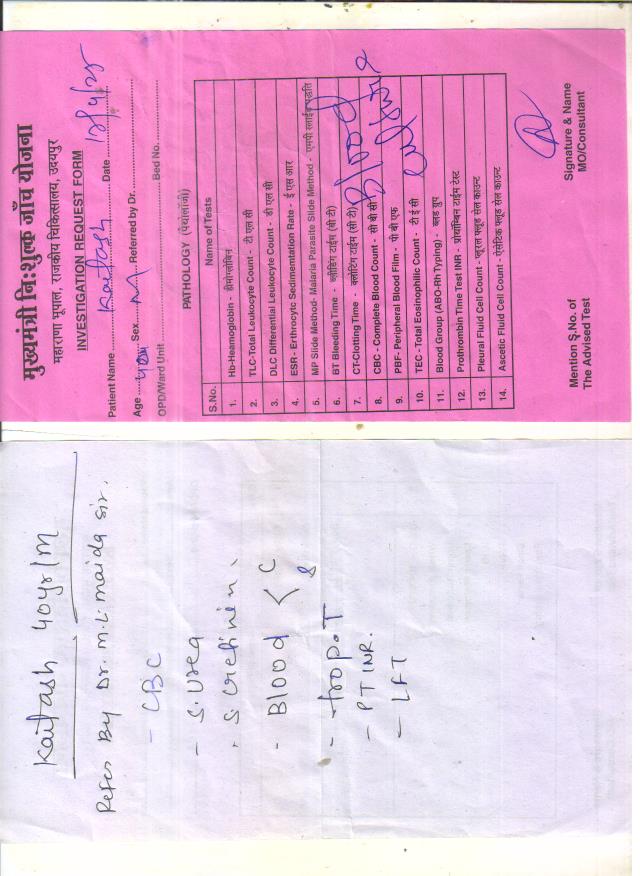 मुख्यमंत्री निःशुल्क जाँच योजना
महाराणा भूपाल, राजकीय चिकित्सालय, उदयपुर
INVESTIGATION REQUEST FORM
Patient Name Kailash Date
Age 40 Sex M Referred by Dr.
OPD/Ward Unit Bed No.
PATHOLOGY (पैथोलॉजी)
S.No. Name of Tests
1. Hb-Heamoglobin - हीमोग्लोबिन
2. TLC-Total Leukocyte Count - टी एल सी
3. DLC Differential Leukocyte Count - डी एल सी
4. ESR - Erthrocytc Sedimentation Rate - ई एस आर
5. MP Slide Method- Malaria Parasite Slide Method - एमपी स्लाईड पद्धति
6. BT Bleeding Time - ब्लीडिंग टाईम (बी टी)
7. CT-Clotting Time - क्लोटिंग टाईम (सी टी)
8. CBC - Complete Blood Count - सी बी सी
9. PBF- Peripheral Blood Film - पी बी एफ
10. TEC - Total Eosinophilic Count - टी ई सी
11. Blood Group (ABO-Rh Typing) - ब्लड ग्रुप
12. Prothrombin Time Test INR - प्रोथोम्बिन टाईम टेस्ट
13. Pleural Fluid Cell Count - प्लूरल फ्लूड सेल काउन्ट
14. Ascetic Fluid Cell Count - ऐसेटिक फ्लूड सेल काउन्ट
Blood
Mention S.No. of
The Advised Test
Signature & Name
MO/Consultant
Kailash 40yr/M
Refer By Dr. M.L. maida sir.
- CBC
- S. Urea
- S. Cretinin.
- Blood < C
S
- Trop.T
- PT INR.
- LFT